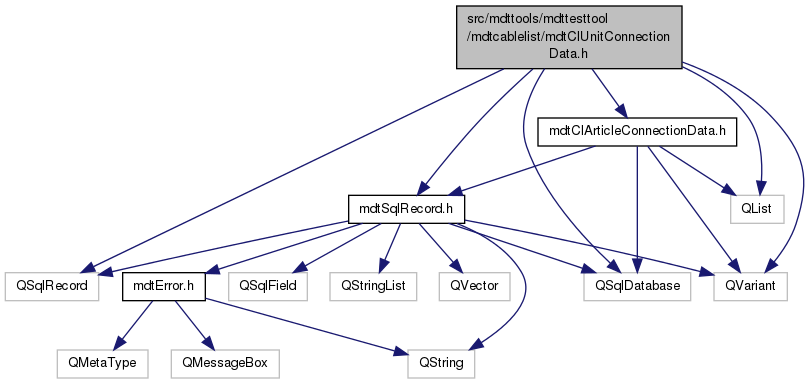 src/mdttools/mdttesttool
/mdtcablelist/mdtClUnitConnection
Data.h
mdtClArticleConnectionData.h
mdtSqlRecord.h
QList
QSqlRecord
mdtError.h
QSqlField
QStringList
QVector
QSqlDatabase
QVariant
QMetaType
QMessageBox
QString